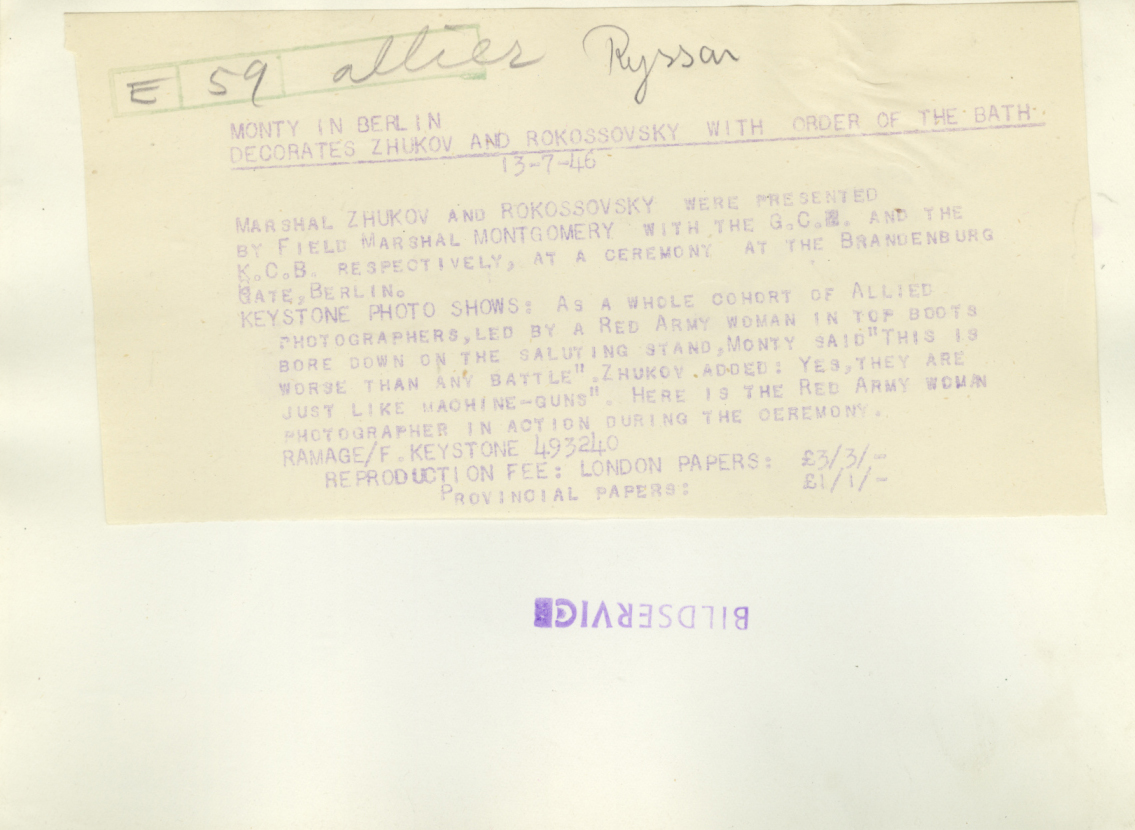 E 59 allier Ryssar
MONTY IN BERLIN
DECORATES ZHUKOV AND ROKOSSOVSKY WITH ORDER OF THE BATH.
13-7-46
MARSHAL ZHUKOV AND ROKOSSOVSKY WERE PRESENTED
BY FIELD MARSHAL MONTGOMERY WITH THE G.C.B. AND THE
K.C.B. RESPECTIVELY, AT A CEREMONY AT THE BRANDENBURG
GATE, BERLIN.
KEYSTONE PHOTO SHOWS: AS A WHOLE COHORT OF ALLIED
PHOTOGRAPHERS, LED BY A RED ARMY WOMAN IN TOP BOOTS
BORE DOWN ON THE SALUTING STAND, MONTY SAID "THIS IS
WORSE THAN ANY BATTLE". ZHUKOV ADDED: YES, THEY ARE
JUST LIKE MACHINE-GUNS". HERE IS THE RED ARMY WOMAN
PHOTOGRAPHER IN ACTION DURING THE CEREMONY.
RAMAGE/F.KEYSTONE 493240
REPRODUCTION FEE: LONDON PAPERS: £3/3/-
PROVINCIAL PAPERS: £1/1/-
BILDSERVICE